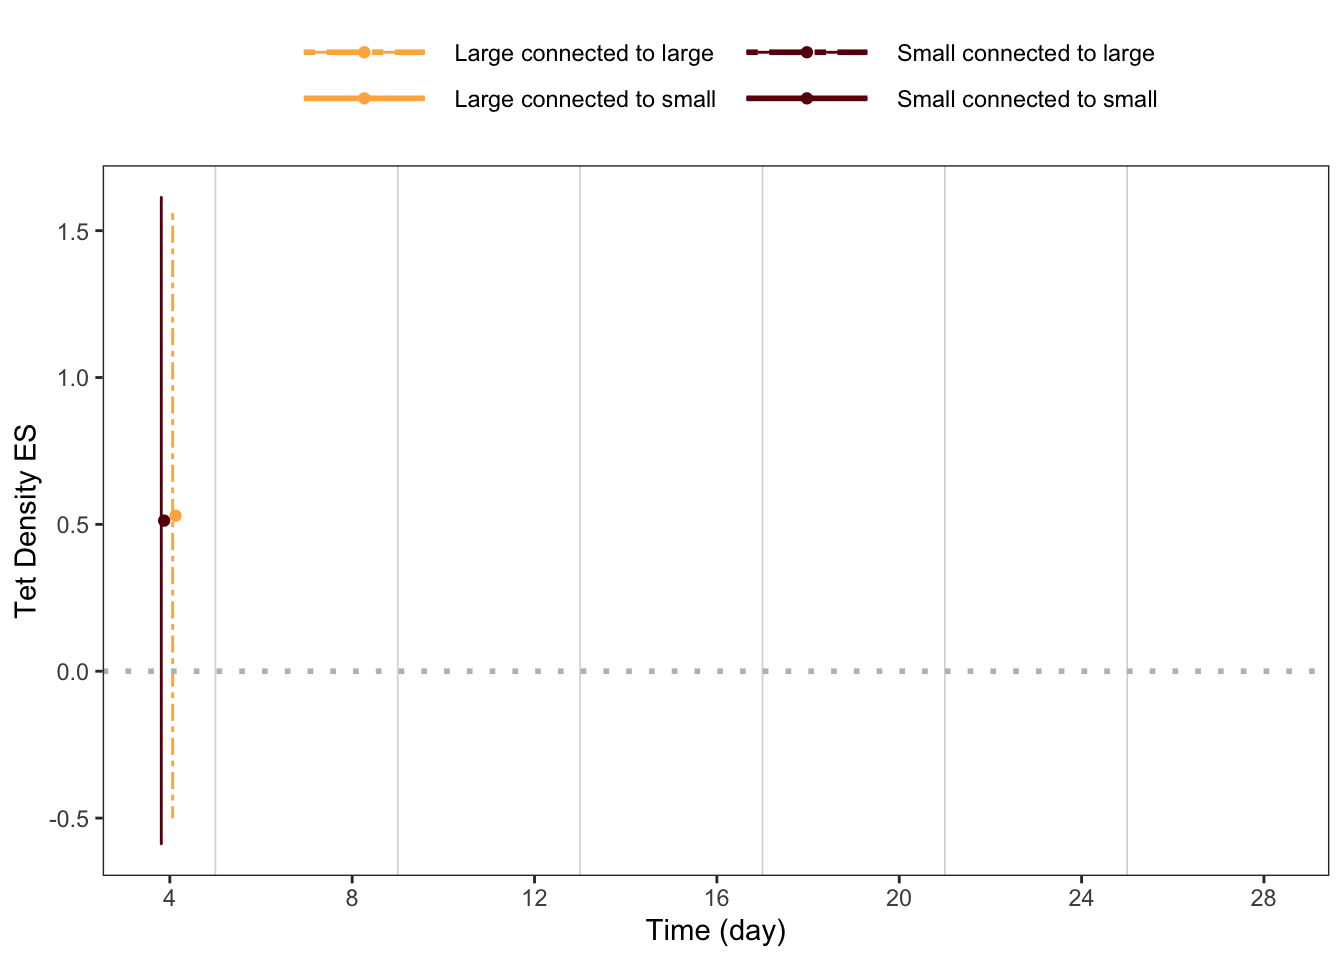 Large connected to large
Small connected to large
Large connected to small
Small connected to small
Tet Density ES
1.5
1.0
0.5
0.0
-0.5
4 8 12 16 20 24 28
Time (day)